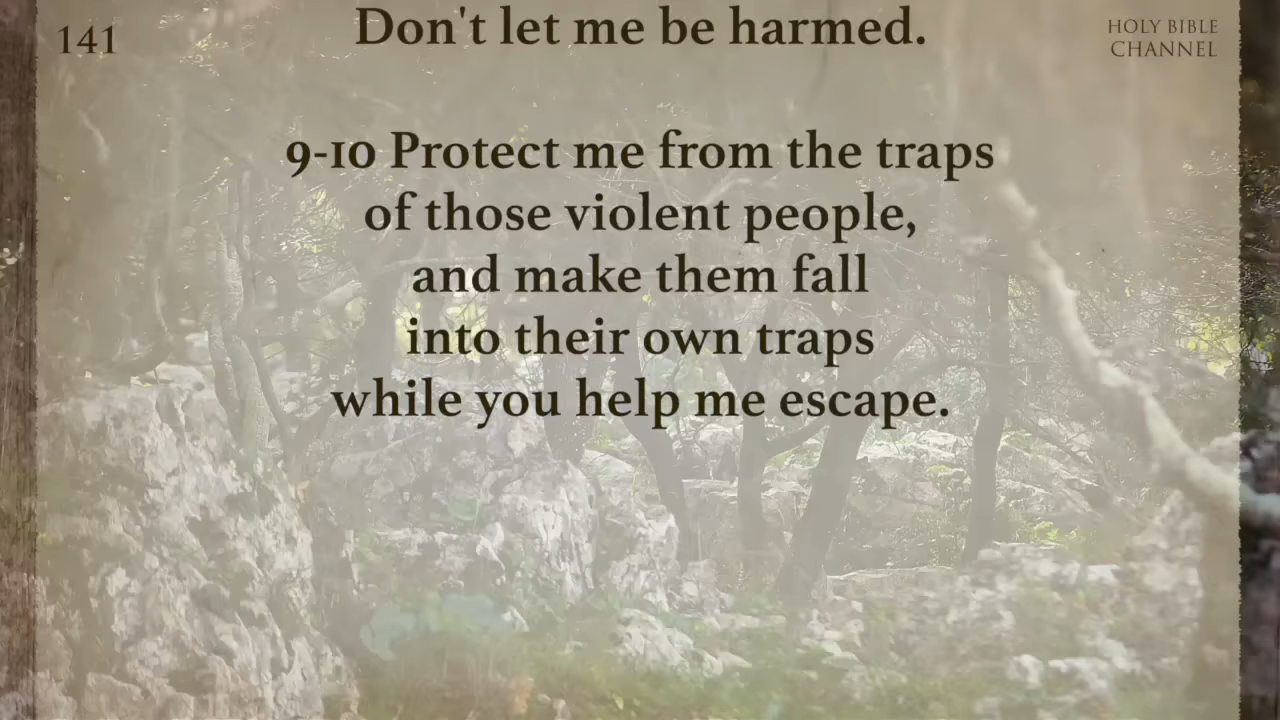 Don't let me be harmed.
141
HOLY BIBLE
CHANNEL
9-10 Protect me from the traps
of those violent people,
and make them fall
into their own traps
while you help me escape.